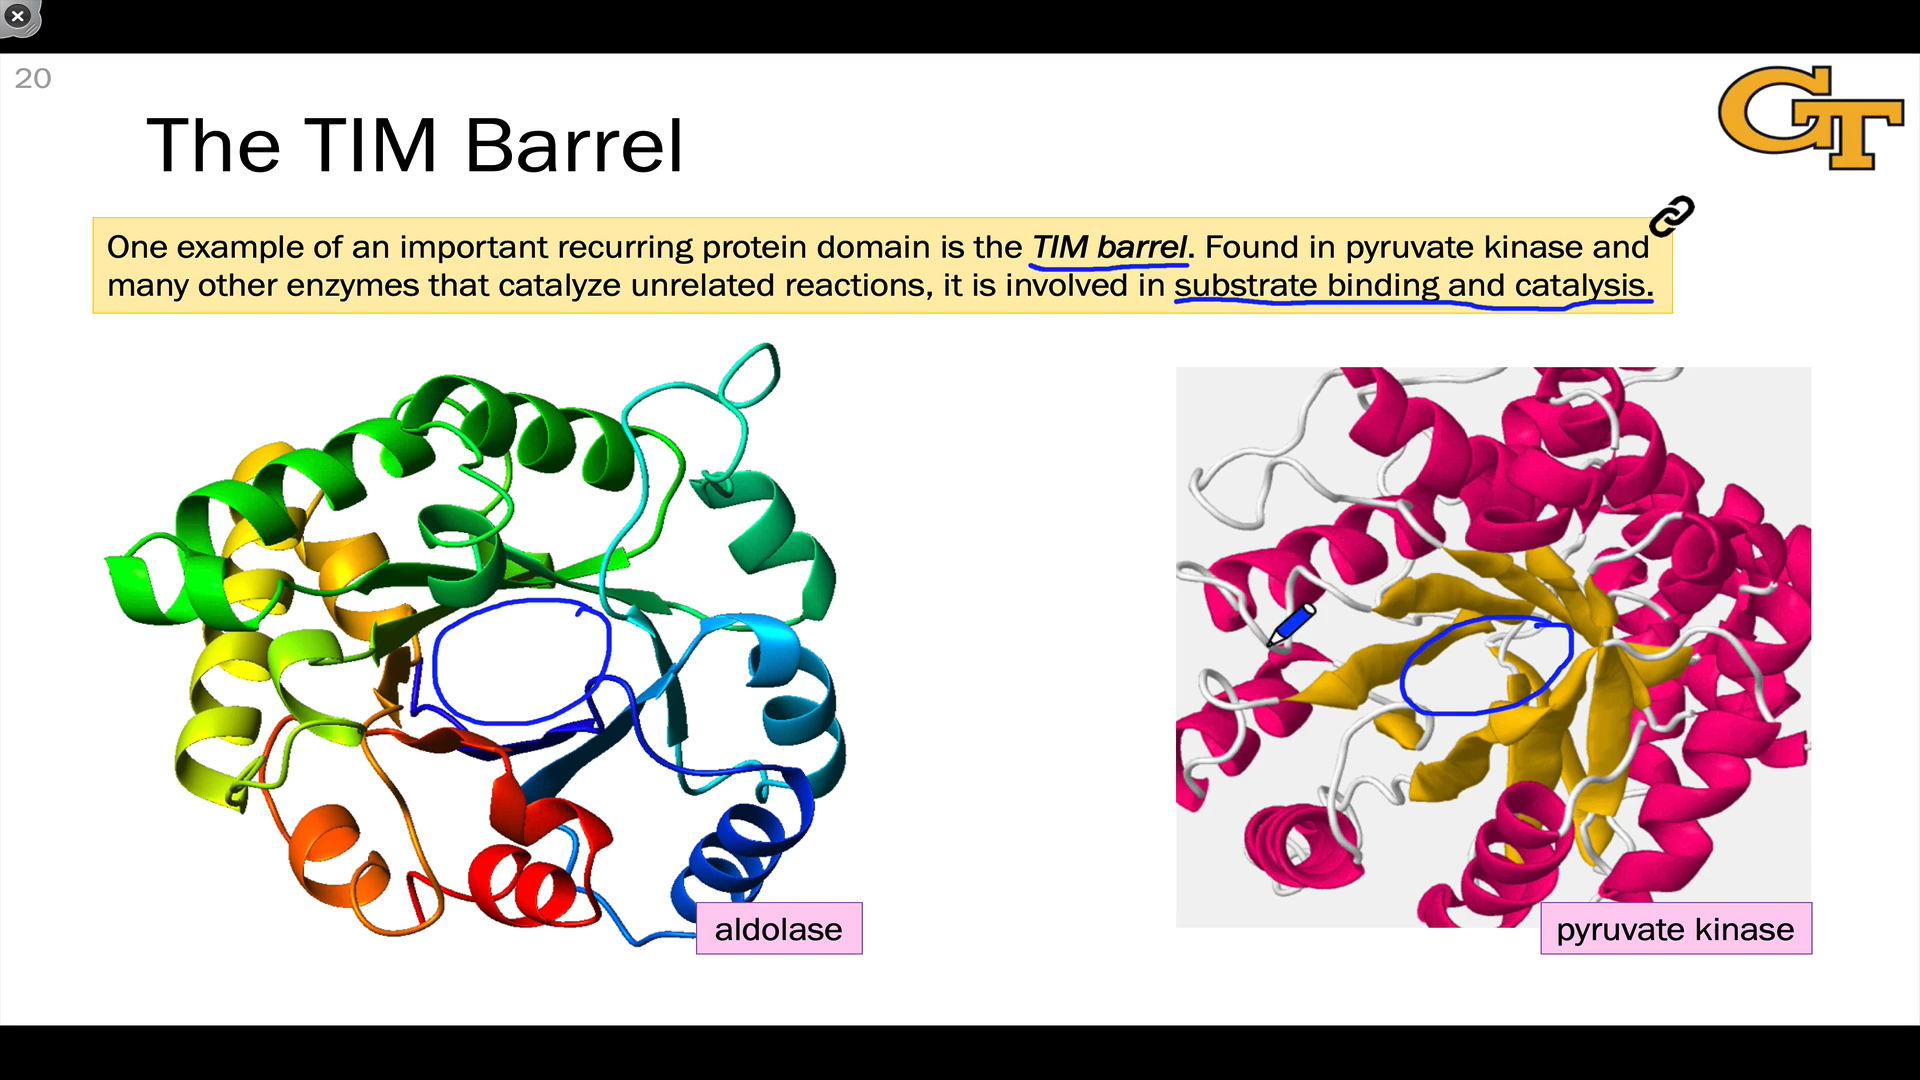 20
GT
The TIM Barrel
One example of an important recurring protein domain is the TIM barrel. Found in pyruvate kinase and
many other enzymes that catalyze unrelated reactions, it is involved in substrate binding and catalysis.
aldolase
pyruvate kinase